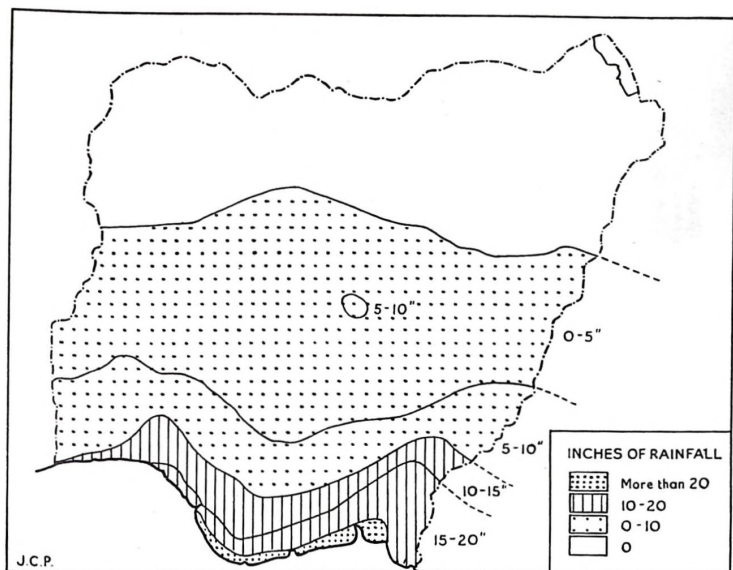 5-10"
0-5"
5-10"
10-15"
15-20"
INCHES OF RAINFALL
More than 20
10-20
0-10
0
J.C.P.